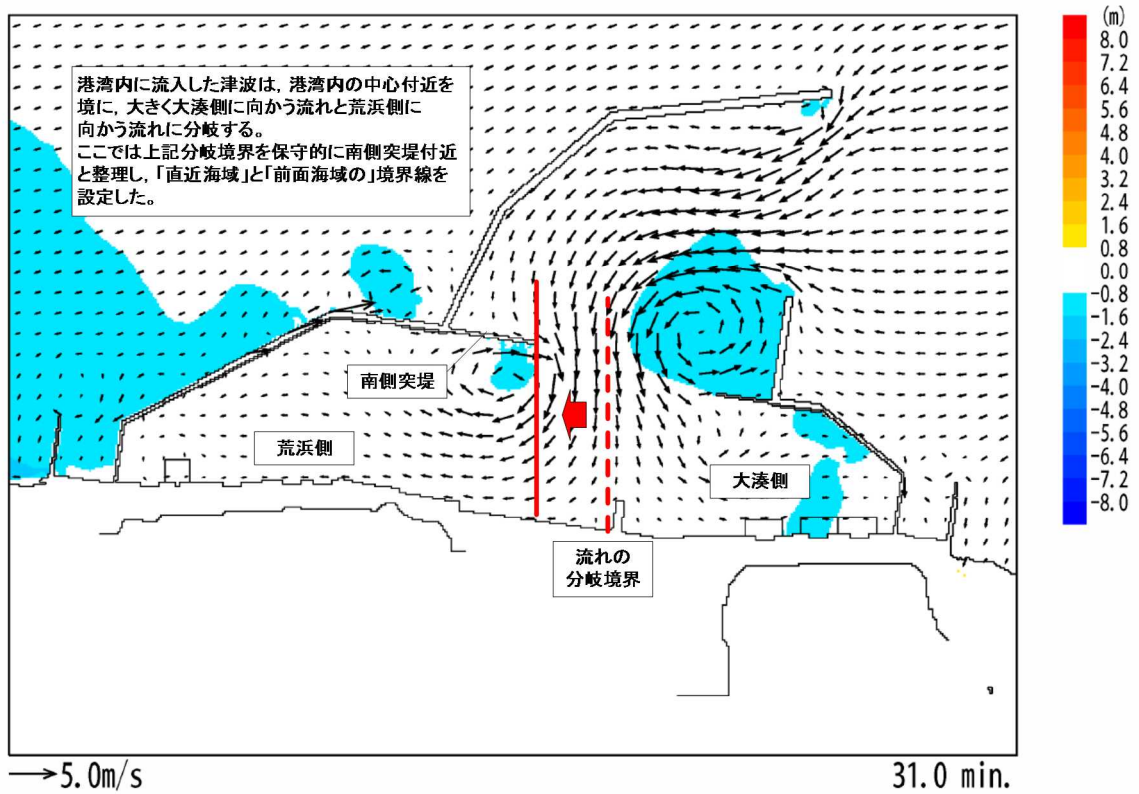 港湾内に流入した津波は, 港湾内の中心付近を
境に, 大きく大湊側に向かう流れと荒浜側に
向かう流れに分岐する。
ここでは上記分岐境界を保守的に南側突堤付近
と整理し, 「直近海域」と「前面海域の」境界線を
設定した。
南側突堤
荒浜側
大湊側
流れの
分岐境界
(m)
8.0
7.2
6.4
5.6
4.8
4.0
3.2
2.4
1.6
0.8
0.0
-0.8
-1.6
-2.4
-3.2
-4.0
-4.8
-5.6
-6.4
-7.2
-8.0
5.0m/s
31.0 min.